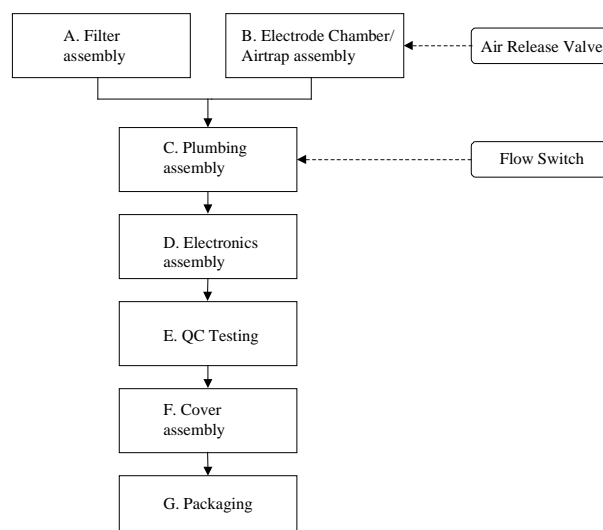 A. Filter
assembly
B. Electrode Chamber/
Airtrap assembly
Air Release Valve
C. Plumbing
assembly
Flow Switch
D. Electronics
assembly
E. QC Testing
F. Cover
assembly
G. Packaging